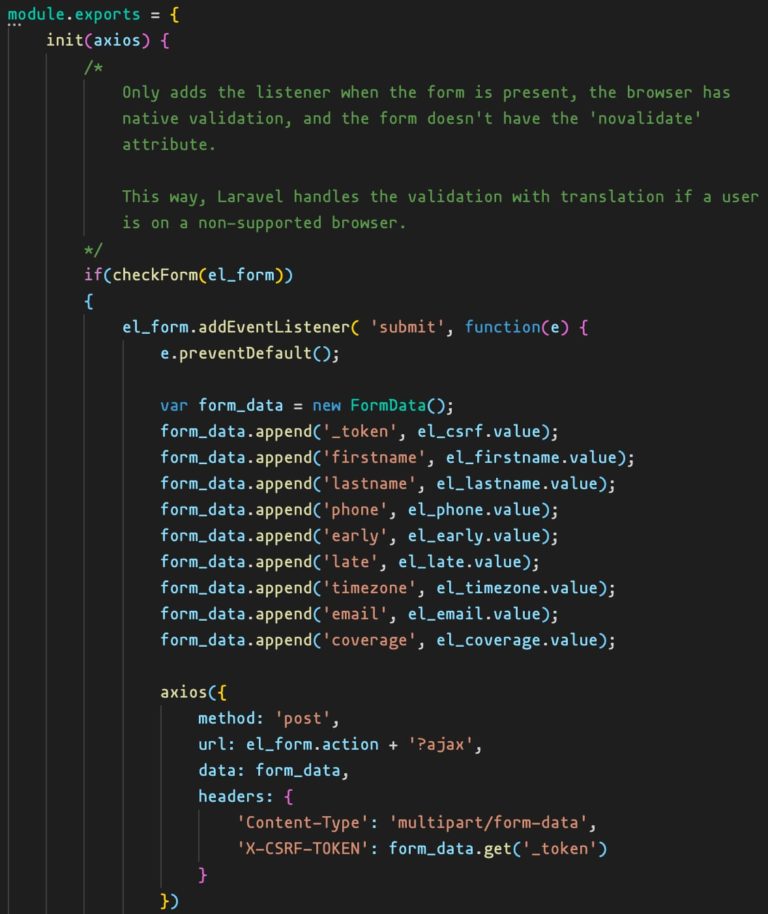 module.exports = {
init(axios) {
/*
Only adds the listener when the form is present, the browser has
native validation, and the form doesn't have the 'novalidate'
attribute.
This way, Laravel handles the validation with translation if a user
is on a non-supported browser.
*/
if(checkForm(el_form))
{
el_form.addEventListener( 'submit', function(e) {
e.preventDefault();
var form_data = new FormData();
form_data.append('_token', el_csrf.value);
form_data.append('firstname', el_firstname.value);
form_data.append('lastname', el_lastname.value);
form_data.append('phone', el_phone.value);
form_data.append('early', el_early.value);
form_data.append('late', el_late.value);
form_data.append('timezone', el_timezone.value);
form_data.append('email', el_email.value);
form_data.append('coverage', el_coverage.value);
axios({
method: 'post',
url: el_form.action + '?ajax',
data: form_data,
headers: {
'Content-Type': 'multipart/form-data',
'X-CSRF-TOKEN': form_data.get('_token')
}
})